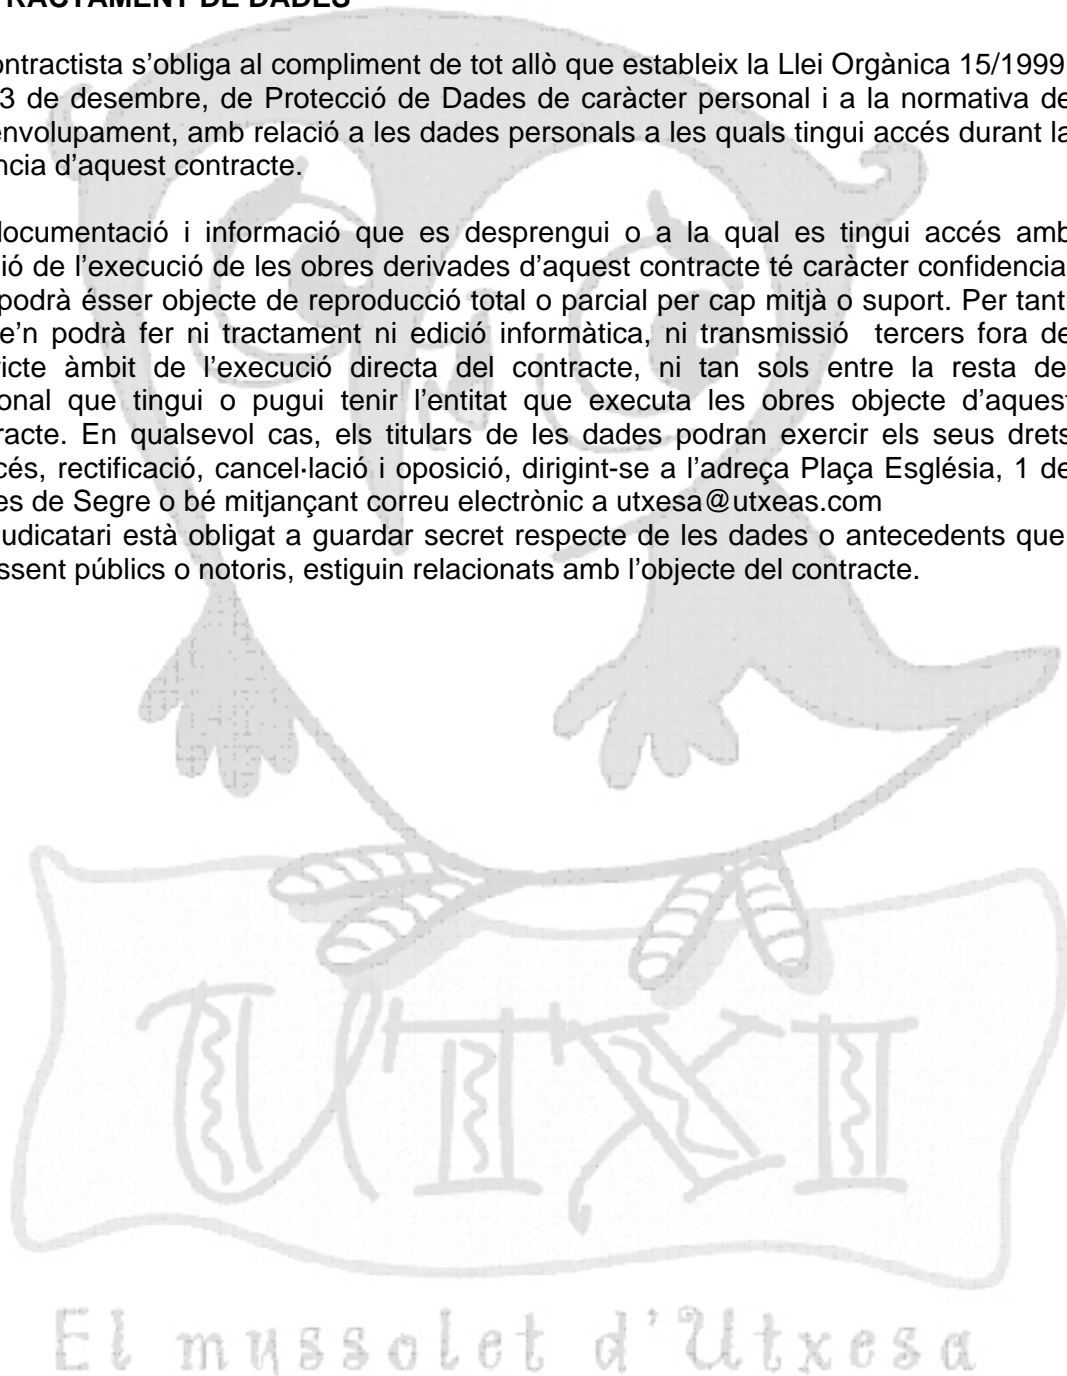 RACTAMENT DE DADES
ontractista s’obliga al compliment de tot allò que estableix la Llei Orgànica 15/1999
3 de desembre, de Protecció de Dades de caràcter personal i a la normativa de
envolupament, amb relació a les dades personals a les quals tingui accés durant la
ncia d’aquest contracte.
documentació i informació que es desprengui o a la qual es tingui accés amb
ió de l’execució de les obres derivades d’aquest contracte té caràcter confidencial
podrà ésser objecte de reproducció total o parcial per cap mitjà o suport. Per tant
e’n podrà fer ni tractament ni edició informàtica, ni transmissió  tercers fora de
icte àmbit de l’execució directa del contracte, ni tan sols entre la resta de
onal que tingui o pugui tenir l’entitat que executa les obres objecte d’aquest
racte. En qualsevol cas, els titulars de les dades podran exercir els seus drets
cés, rectificació, cancel·lació i oposició, dirigint-se a l’adreça Plaça Església, 1 de
es de Segre o bé mitjançant correu electrònic a utxesa@utxeas.com
udicatari està obligat a guardar secret respecte de les dades o antecedents que
ssent públics o notoris, estiguin relacionats amb l’objecte del contracte.
UTXI
El mussolet d'Utxesa